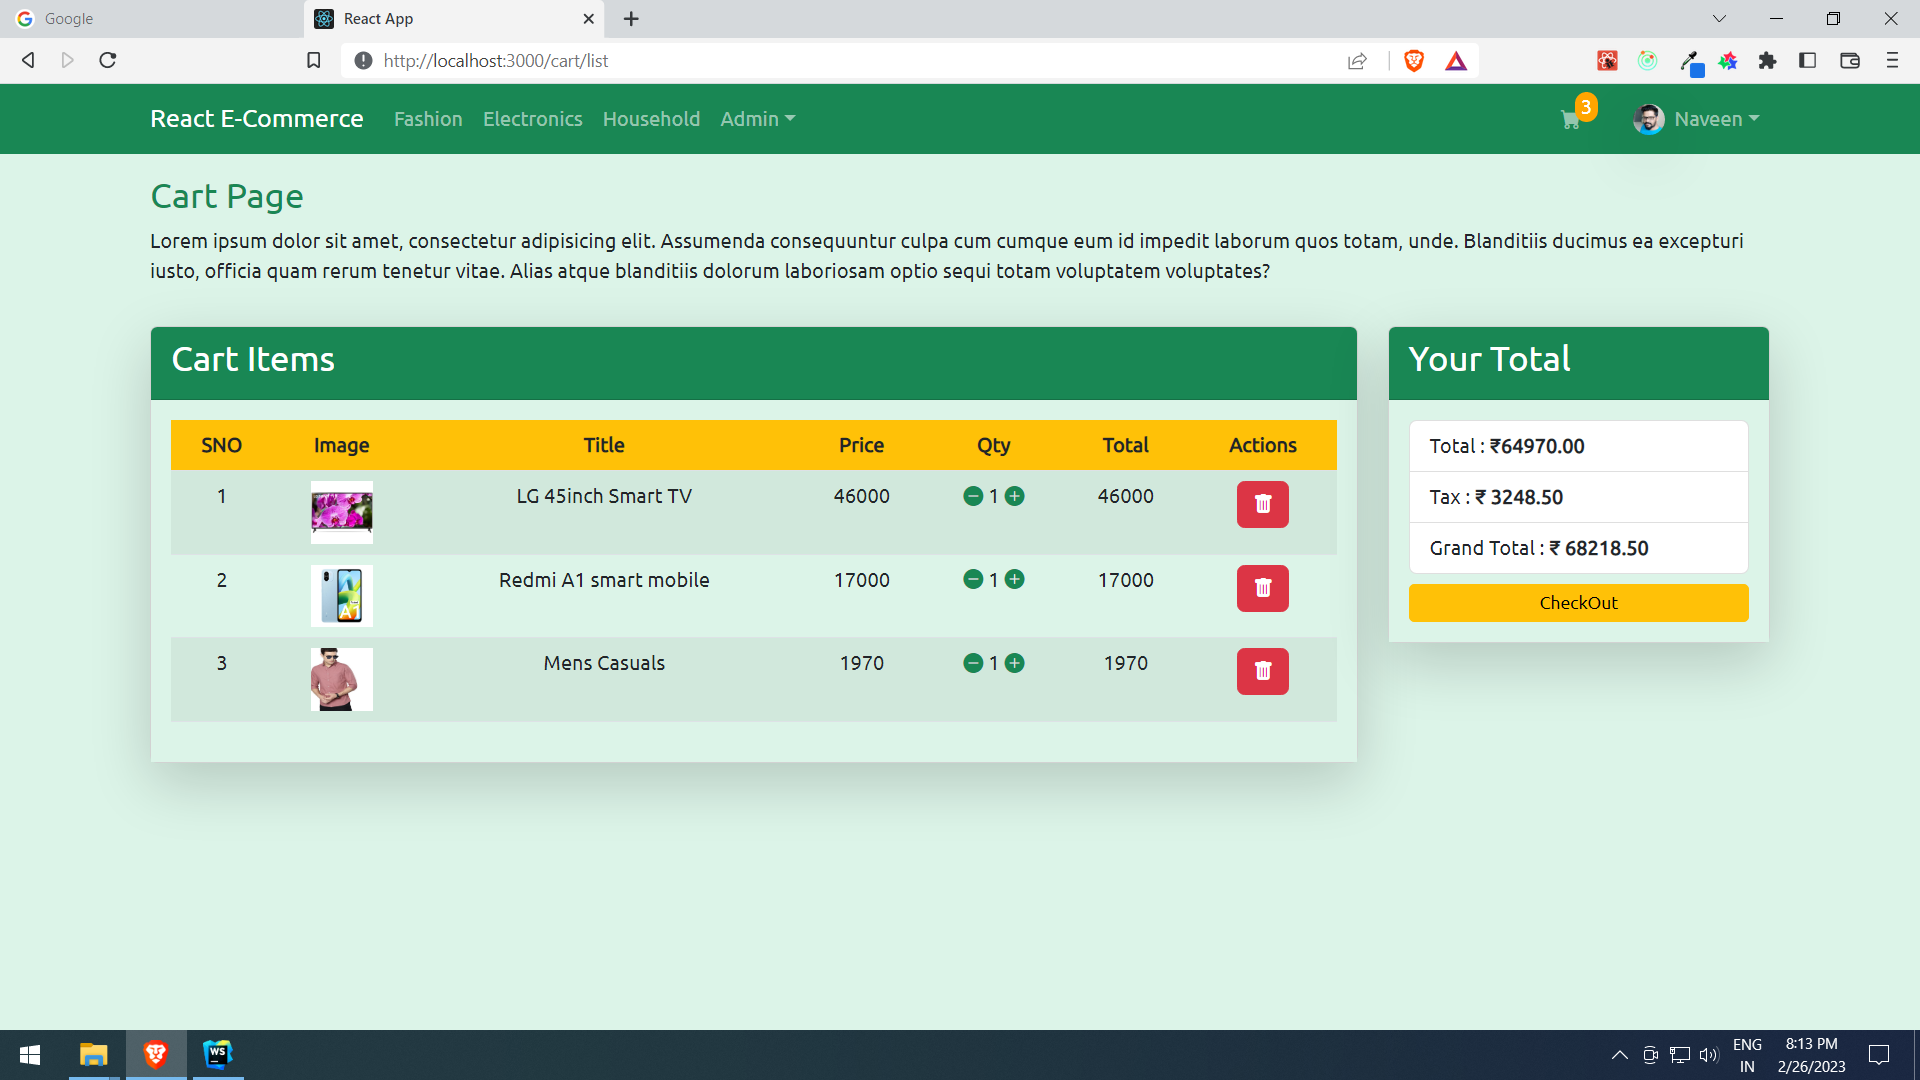 Google
React App
http://localhost:3000/cart/list
React E-Commerce Fashion Electronics Household Admin 3 Naveen
Cart Page
Lorem ipsum dolor sit amet, consectetur adipisicing elit. Assumenda consequuntur culpa cum cumque eum id impedit laborum quos totam, unde. Blanditiis ducimus ea excepturi
iusto, officia quam rerum tenetur vitae. Alias atque blanditiis dolorum laboriosam optio sequi totam voluptatem voluptates?
Cart Items
SNO Image Title Price Qty Total Actions
1 LG 45inch Smart TV 46000 1 46000
2 Redmi A1 smart mobile 17000 1 17000
3 Mens Casuals 1970 1 1970
Your Total
Total : ₹64970.00
Tax : ₹ 3248.50
Grand Total : ₹ 68218.50
CheckOut
WS
ENG
IN
8:13 PM
2/26/2023